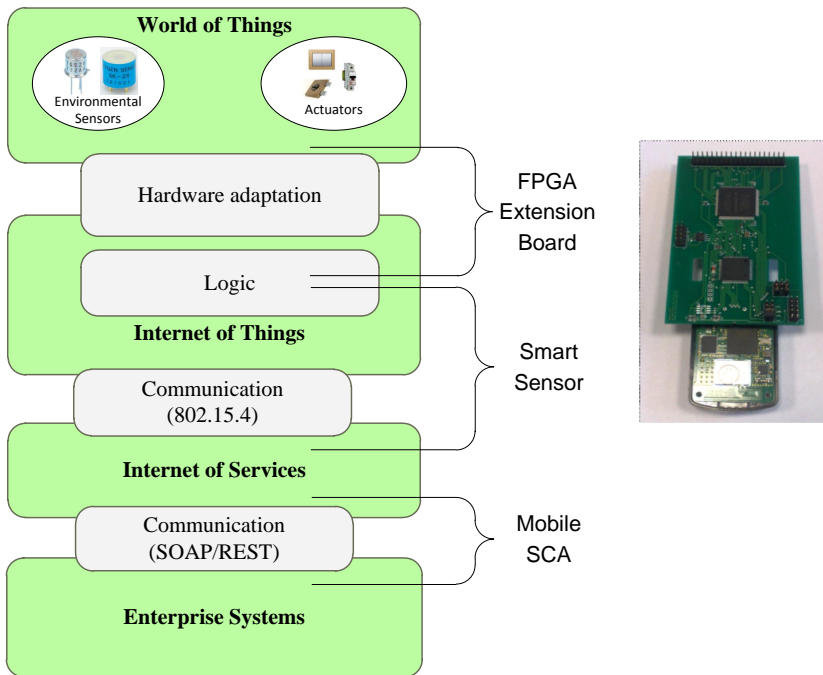 World of Things
Environmental
Sensors
Actuators
Hardware adaptation
FPGA
Extension
Board
Logic
Internet of Things
Smart
Sensor
Communication
(802.15.4)
Internet of Services
Communication
(SOAP/REST)
Mobile
SCA
Enterprise Systems